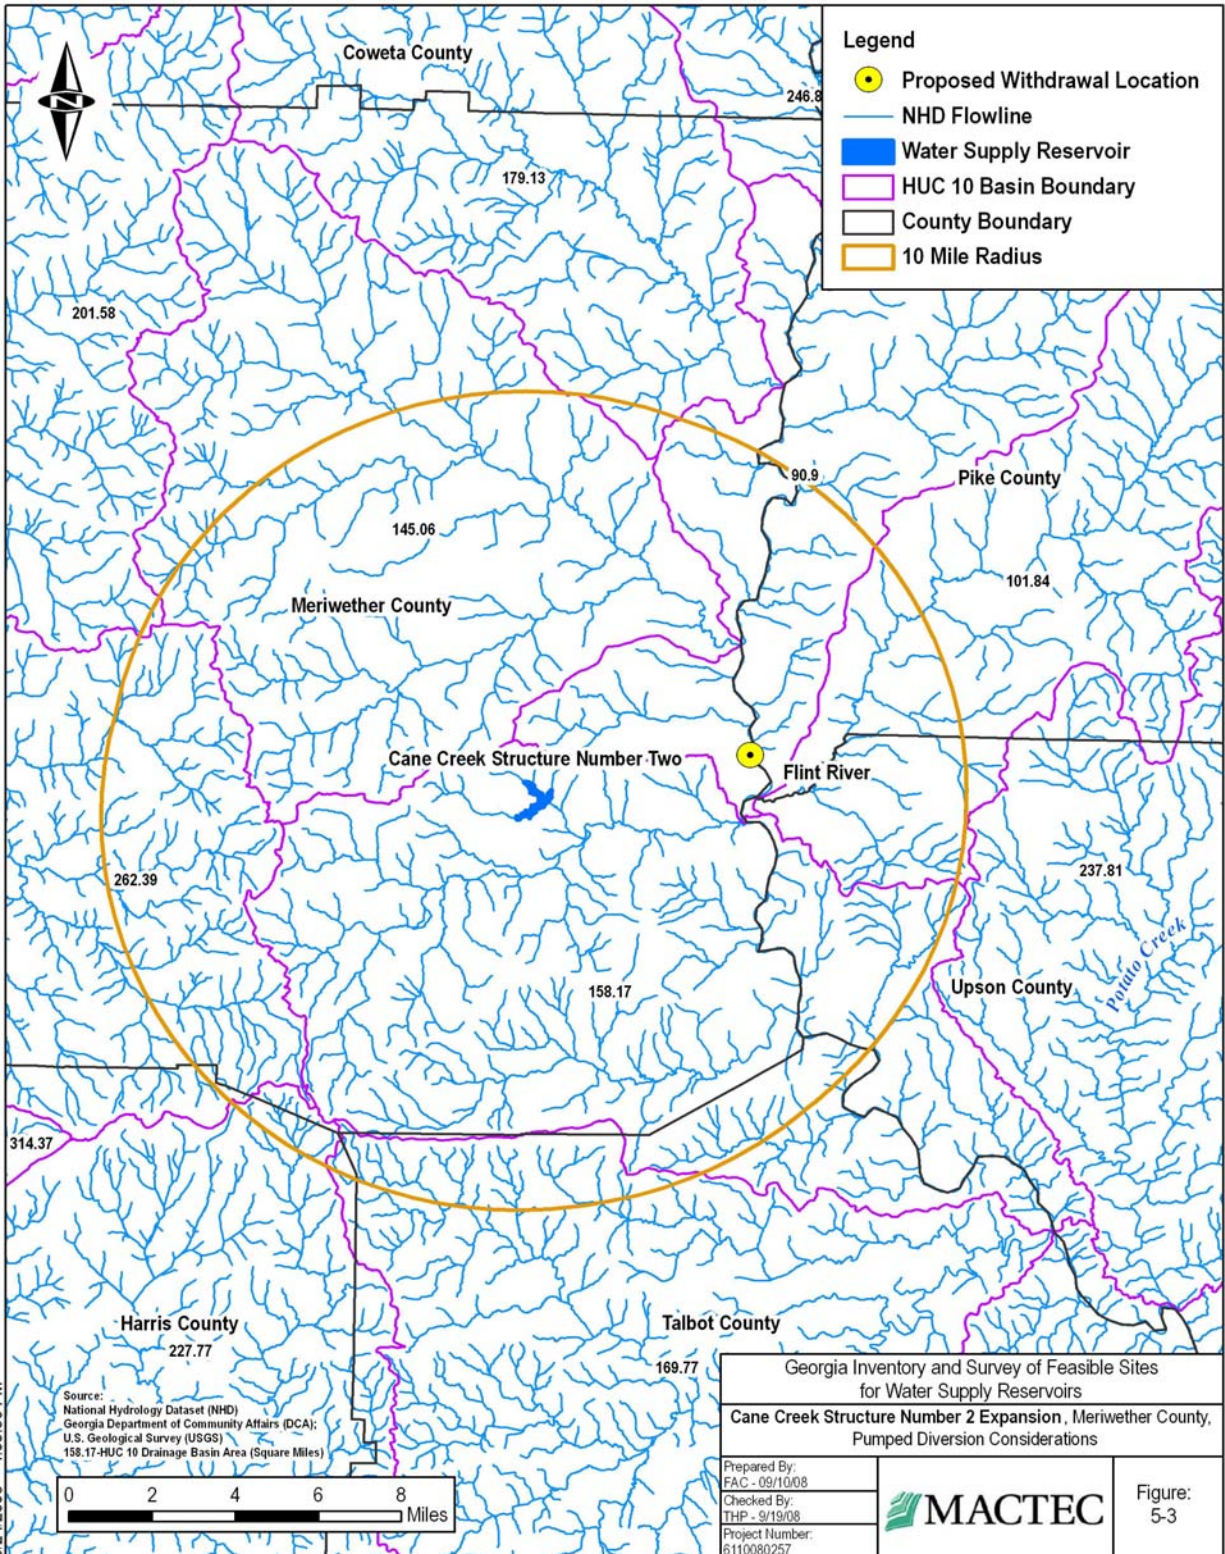 Coweta County
N
246.8
179.13
Legend
Proposed Withdrawal Location
NHD Flowline
Water Supply Reservoir
HUC 10 Basin Boundary
County Boundary
10 Mile Radius
201.58
90.9
Pike County
145.06
101.84
Meriwether County
Cane Creek Structure Number Two
Flint River
262.39
237.81
Potato Creek
158.17
Upson County
314.37
Harris County
227.77
Talbot County
169.77
Source:
National Hydrology Dataset (NHD)
Georgia Department of Community Affairs (DCA);
U.S. Geological Survey (USGS)
158.17-HUC 10 Drainage Basin Area (Square Miles)
0 2 4 6 8
Miles
Georgia Inventory and Survey of Feasible Sites
for Water Supply Reservoirs
Cane Creek Structure Number 2 Expansion, Meriwether County,
Pumped Diversion Considerations
Prepared By:
FAC - 09/10/08
Checked By:
THP - 9/19/08
Project Number:
6110080257
MACTEC
Figure:
5-3